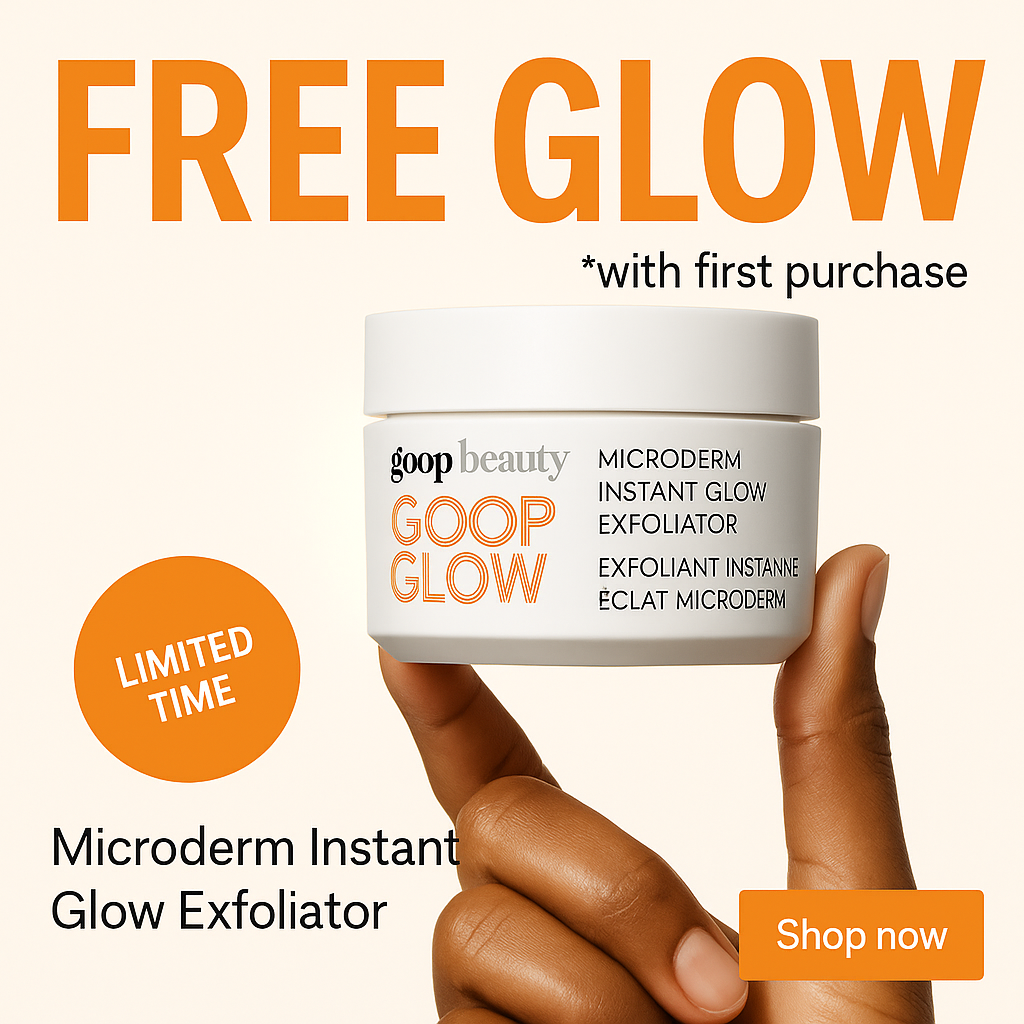 FREE GLOW
*with first purchase
goop beauty
GOOP
GLOW
MICRODERM
INSTANT GLOW
EXFOLIATOR
EXFOLIANT INSTANNE
ÉCLAT MICRODERM
LIMITED
TIME
Microderm Instant
Glow Exfoliator
Shop now